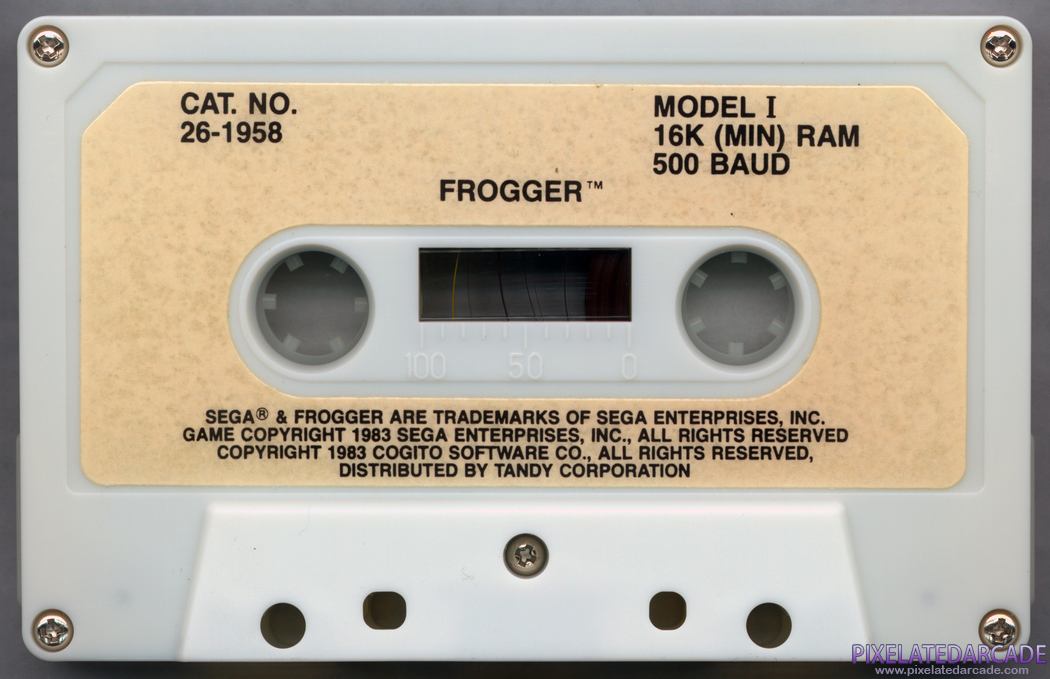 CAT. NO.
26-1958
MODEL I
16K (MIN) RAM
500 BAUD
FROGGER™
100 50 0
SEGA® & FROGGER ARE TRADEMARKS OF SEGA ENTERPRISES, INC.
GAME COPYRIGHT 1983 SEGA ENTERPRISES, INC., ALL RIGHTS RESERVED
COPYRIGHT 1983 COGITO SOFTWARE CO., ALL RIGHTS RESERVED,
DISTRIBUTED BY TANDY CORPORATION
PIXELATEDARCADE
www.pixelatedarcade.com